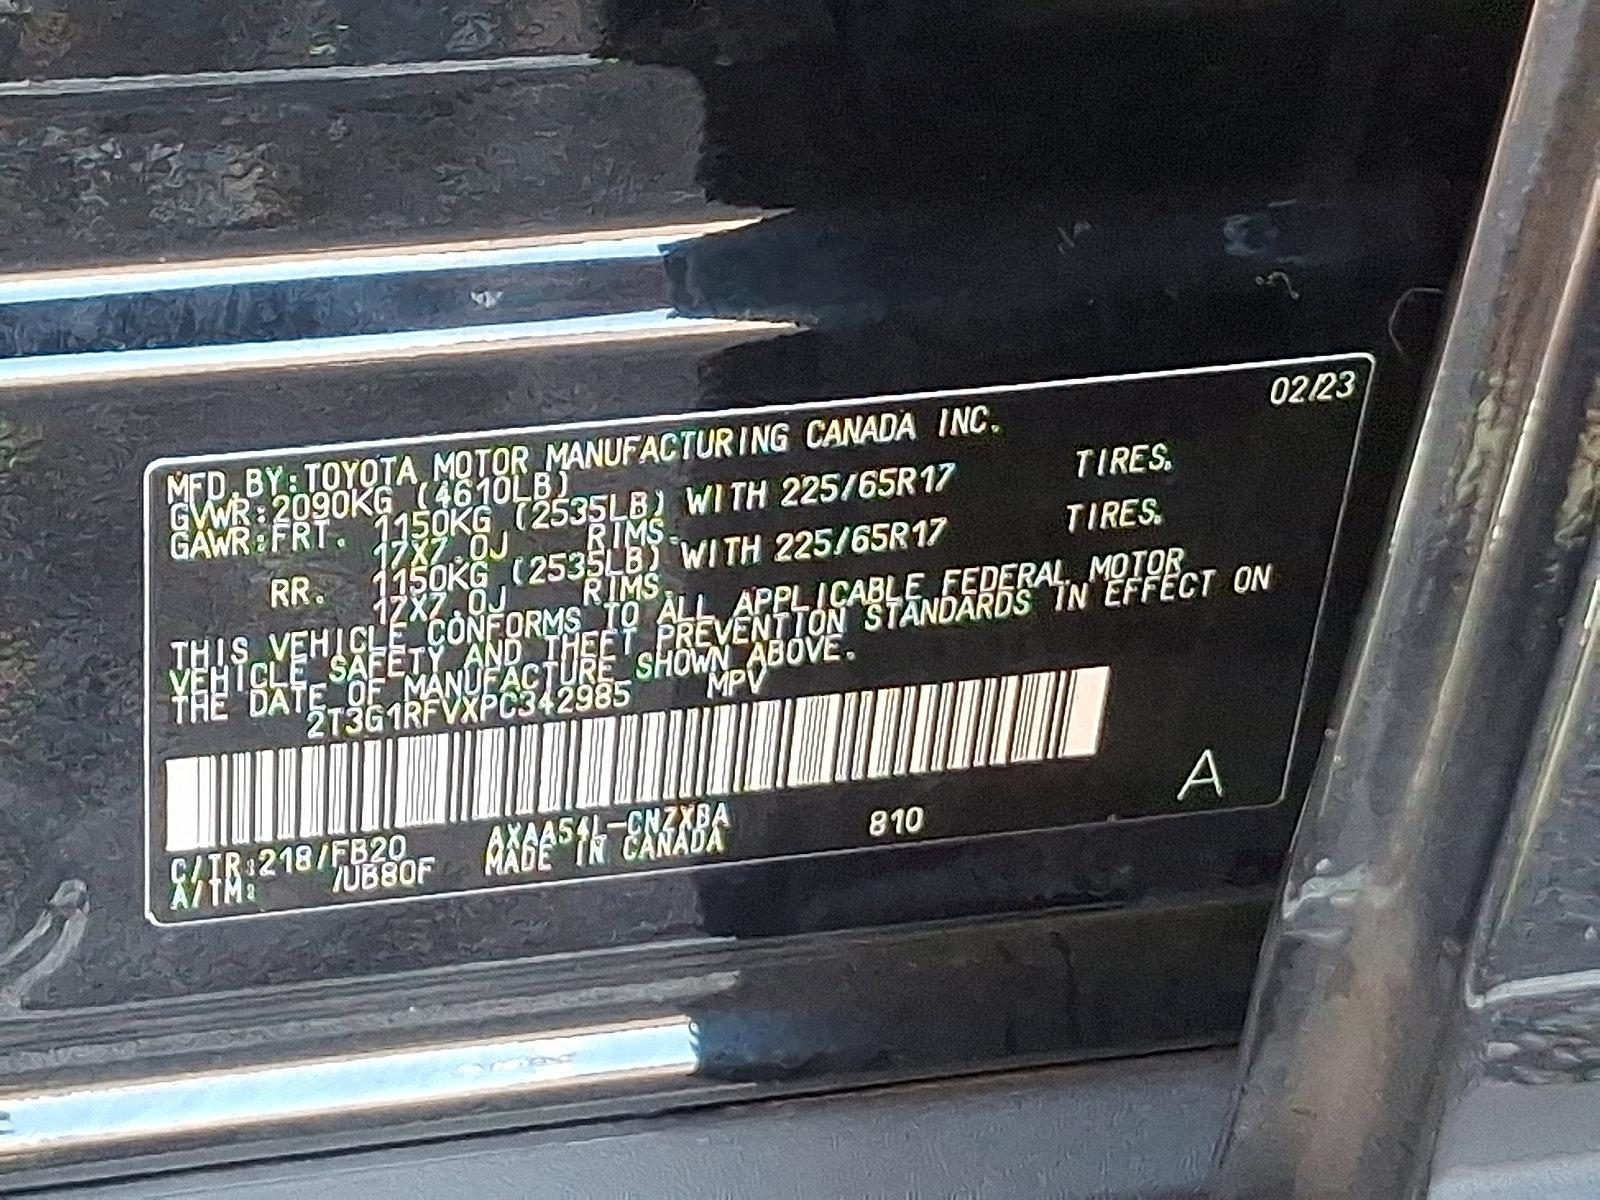 02/23
MFD.BY:TOYOTA MOTOR MANUFACTURING CANADA INC.
GVWR:2090KG (4610LB)
GAWR:FRT. 1150KG (2535LB) WITH 225/65R17 TIRES.
17X7.0J RIMS.
RR. 1150KG (2535LB) WITH 225/65R17 TIRES.
17X7.0J RIMS.
THIS VEHICLE CONFORMS TO ALL APPLICABLE FEDERAL MOTOR
VEHICLE SAFETY AND THEFT PREVENTION STANDARDS IN EFFECT ON
THE DATE OF MANUFACTURE SHOWN ABOVE.
2T3G1RFVXPC342985 MPV
A
C/TR:218/FB20 AXAA54L-CNZXBA 810
A/TM: /UB80F MADE IN CANADA